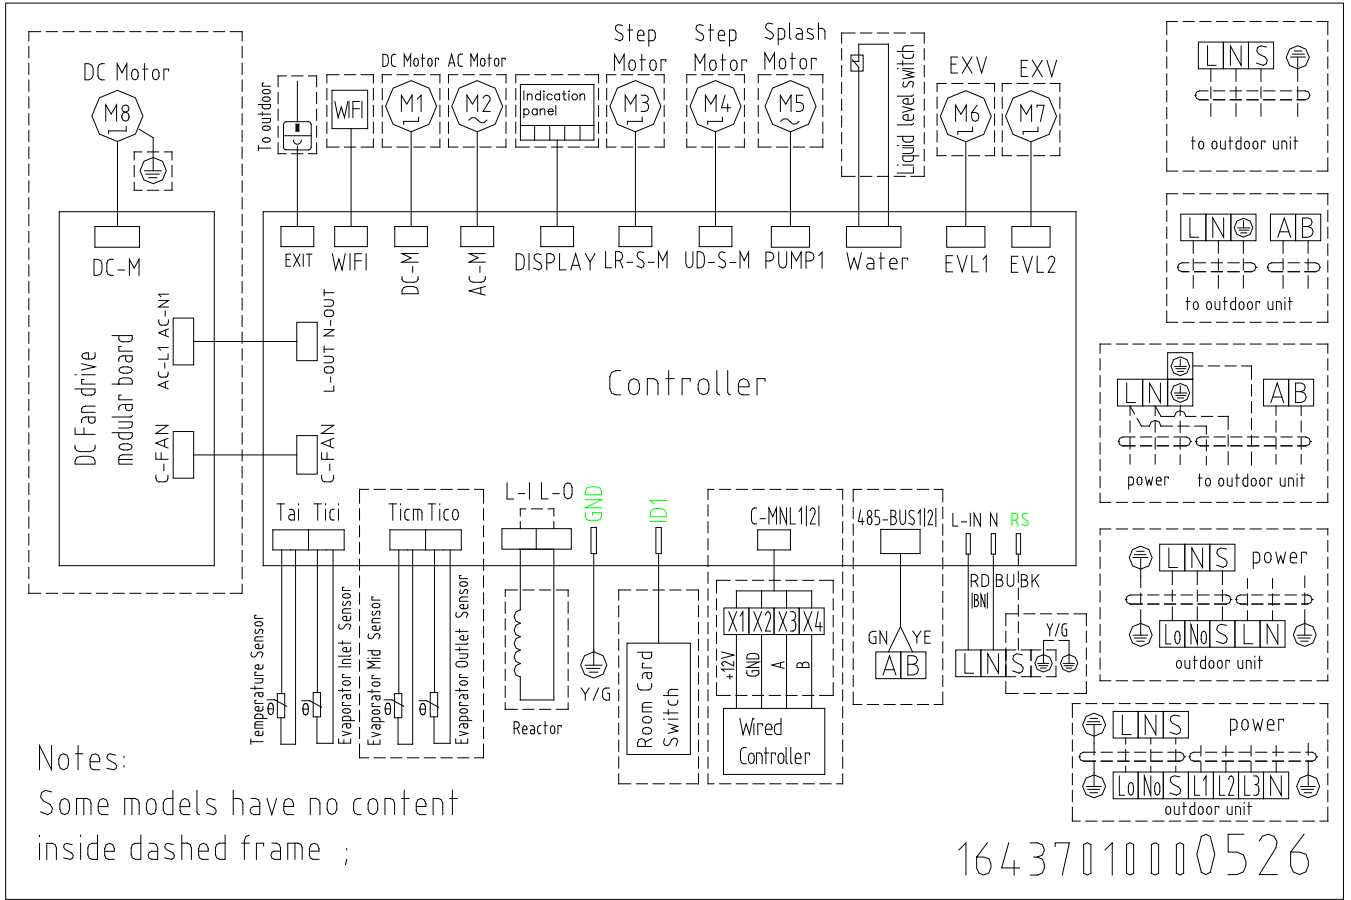 DC Motor
M8
DC-M
AC-L1 AC-N1
C-FAN
DC Fan drive
modular board
To outdoor
EXIT
WIFI
WIFI
DC Motor
M1
DC-M
AC Motor
M2
AC-M
Indication
panel
DISPLAY
Step
Motor
M3
LR-S-M
Step
Motor
M4
UD-S-M
Splash
Motor
M5
PUMP1
Liquid level switch
Water
EXV
M6
EVL1
EXV
M7
EVL2
L-OUT N-OUT
C-FAN
Controller
Tai Tici
Temperature Sensor
θ
θ
Evaporator Inlet Sensor
Ticm Tico
Evaporator Mid Sensor
θ
θ
Evaporator Outlet Sensor
L-I L-O
Reactor
GND
Y/G
ID1
Room Card
Switch
C-MNL1|2|
X1 X2 X3 X4
+12V GND A B
Wired
Controller
485-BUS1|2|
GN YE
A B
L-IN N RS
RD BU BK
|BN|
Y/G
L N S
L N S
to outdoor unit
L N A B
to outdoor unit
L N A B
power to outdoor unit
L N S power
Lo No S L N
outdoor unit
L N S power
Lo No S L1 L2 L3 N
outdoor unit
Notes:
Some models have no content
inside dashed frame ;
16437010000526